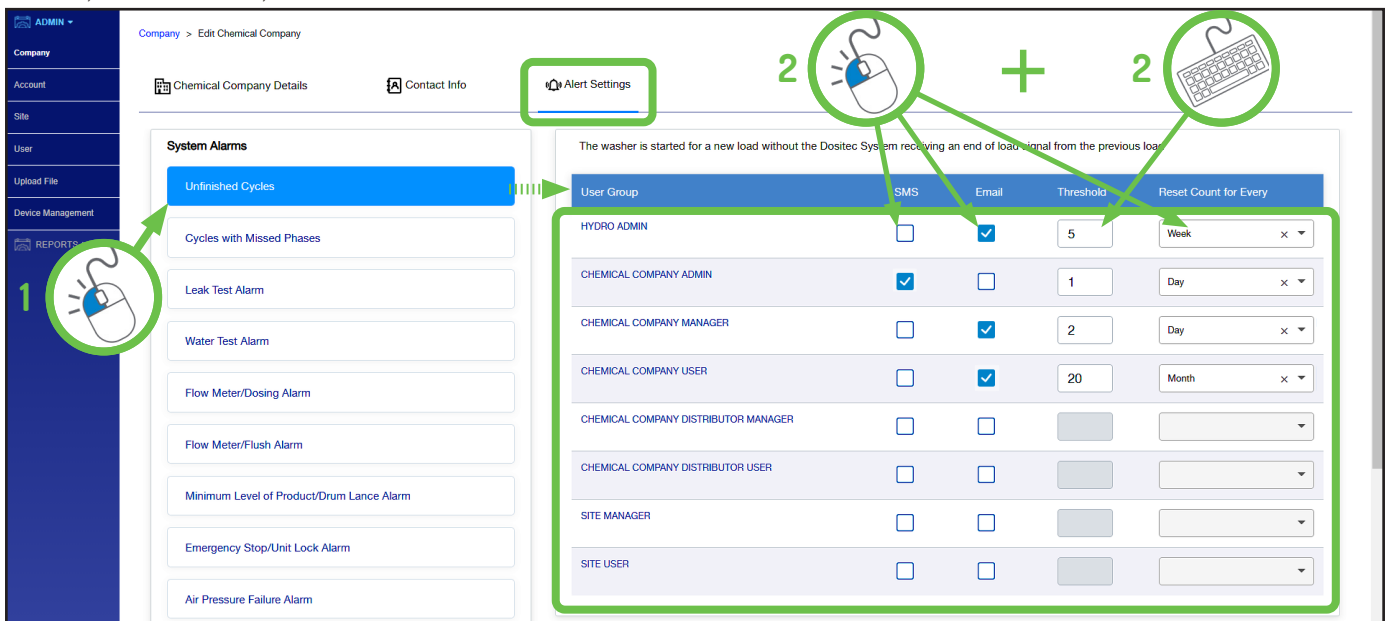 ADMIN
Company
Account
Site
User
Upload File
Device Management
REPORTS
Company > Edit Chemical Company
Chemical Company Details
Contact Info
Alert Settings
2
+
2
1
System Alarms
Unfinished Cycles
Cycles with Missed Phases
Leak Test Alarm
Water Test Alarm
Flow Meter/Dosing Alarm
Flow Meter/Flush Alarm
Minimum Level of Product/Drum Lance Alarm
Emergency Stop/Unit Lock Alarm
Air Pressure Failure Alarm
The washer is started for a new load without the Dositec System receiving an end of load signal from the previous load
User Group SMS Email Threshold Reset Count for Every
HYDRO ADMIN 5 Week ×
CHEMICAL COMPANY ADMIN 1 Day ×
CHEMICAL COMPANY MANAGER 2 Day ×
CHEMICAL COMPANY USER 20 Month ×
CHEMICAL COMPANY DISTRIBUTOR MANAGER
CHEMICAL COMPANY DISTRIBUTOR USER
SITE MANAGER
SITE USER